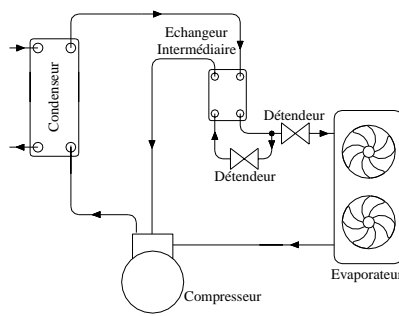 Echangeur
Intermédiaire
Condenseur
Détendeur
Détendeur
Evaporateur
Compresseur